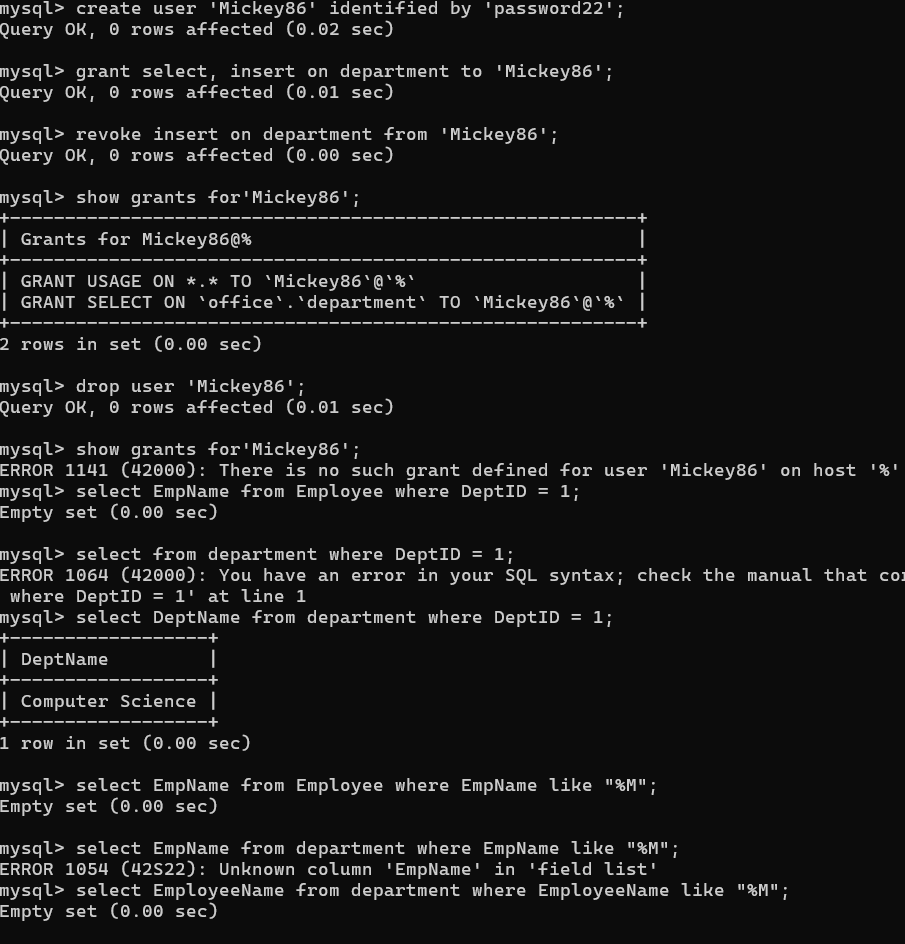 mysql> create user 'Mickey86' identified by 'password22';
Query OK, 0 rows affected (0.02 sec)
mysql> grant select, insert on department to 'Mickey86';
Query OK, 0 rows affected (0.01 sec)
mysql> revoke insert on department from 'Mickey86';
Query OK, 0 rows affected (0.00 sec)
mysql> show grants for'Mickey86';
+---------------------------------------------------------+
| Grants for Mickey86@%                                   |
+---------------------------------------------------------+
| GRANT USAGE ON *.* TO `Mickey86`@`%`                    |
| GRANT SELECT ON `office`.`department` TO `Mickey86`@`%` |
+---------------------------------------------------------+
2 rows in set (0.00 sec)
mysql> drop user 'Mickey86';
Query OK, 0 rows affected (0.01 sec)
mysql> show grants for'Mickey86';
ERROR 1141 (42000): There is no such grant defined for user 'Mickey86' on host '%'
mysql> select EmpName from Employee where DeptID = 1;
Empty set (0.00 sec)
mysql> select from department where DeptID = 1;
ERROR 1064 (42000): You have an error in your SQL syntax; check the manual that
where DeptID = 1' at line 1
mysql> select DeptName from department where DeptID = 1;
+------------------+
| DeptName         |
+------------------+
| Computer Science |
+------------------+
1 row in set (0.00 sec)
mysql> select EmpName from Employee where EmpName like "%M";
Empty set (0.00 sec)
mysql> select EmpName from department where EmpName like "%M";
ERROR 1054 (42S22): Unknown column 'EmpName' in 'field list'
mysql> select EmployeeName from department where EmployeeName like "%M";
Empty set (0.00 sec)